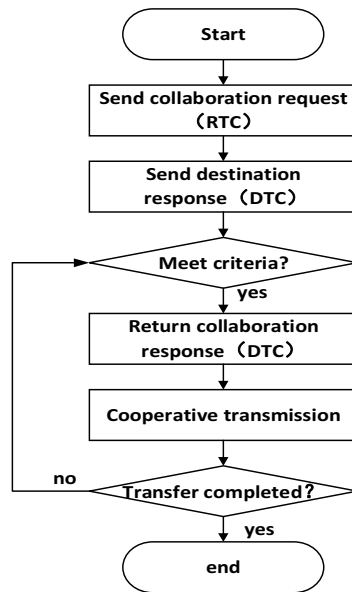 Start
Send collaboration request
（RTC）
Send destination
response（DTC）
Meet criteria?
yes
Return collaboration
response（DTC）
Cooperative transmission
no
Transfer completed？
yes
end